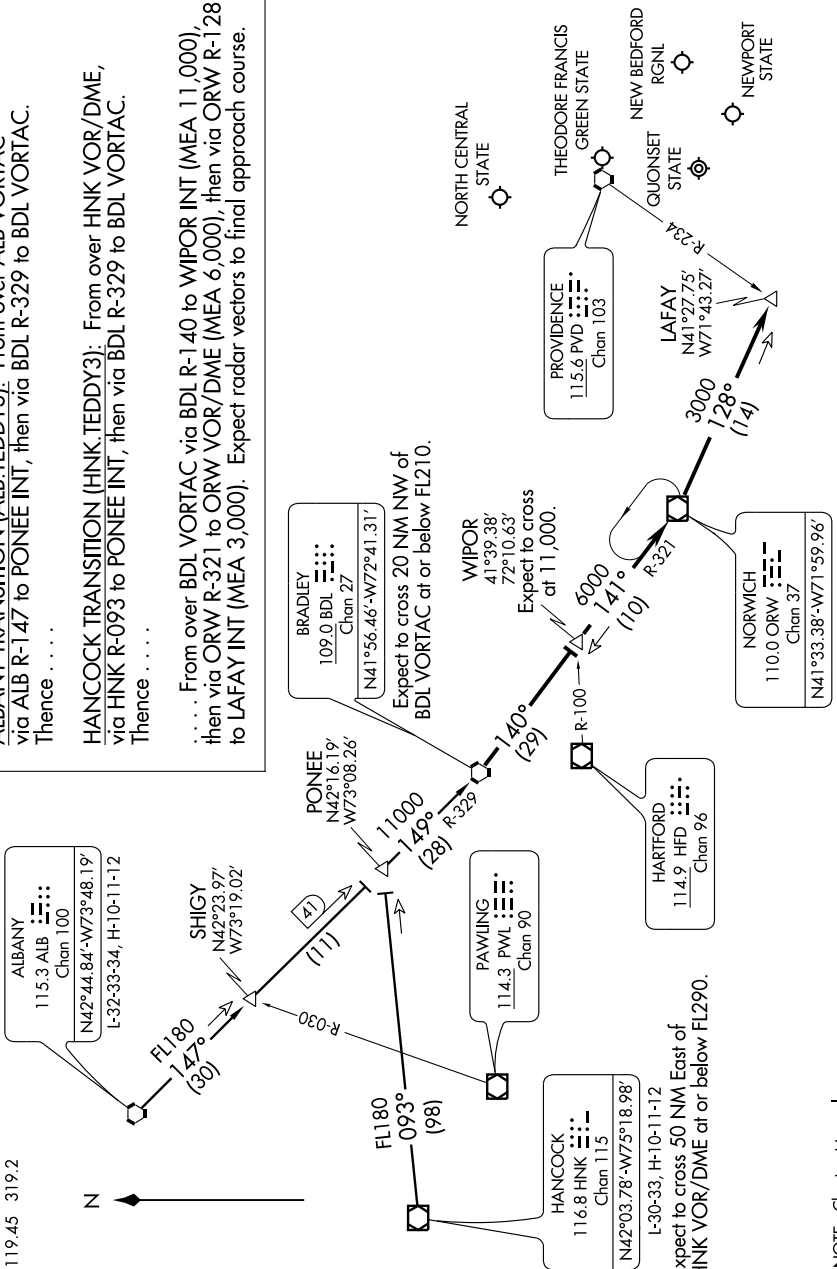 119.45 319.2
via ALB R-147 to PONEE INT, then via BDL R-329 to BDL VORTAC.
Thence . . . .
HANCOCK TRANSITION (HNK.TEDDY3): From over HNK VOR/DME,
via HNK R-093 to PONEE INT, then via BDL R-329 to BDL VORTAC.
Thence . . . .
. . . . From over BDL VORTAC via BDL R-140 to WIPOR INT (MEA 11,000),
then via ORW R-321 to ORW VOR/DME (MEA 6,000), then via ORW R-128
to LAFAY INT (MEA 3,000). Expect radar vectors to final approach course.
N
ALBANY
115.3 ALB
Chan 100
N42°44.84'-W73°48.19'
L-32-33-34, H-10-11-12
FL180
147°
(30)
SHIGY
N42°23.97'
W73°19.02'
41
(11)
R-030
PONEE
N42°16.19'
W73°08.26'
11000
149°
(28)
R-329
FL180
093°
(98)
HANCOCK
116.8 HNK
Chan 115
N42°03.78'-W75°18.98'
L-30-33, H-10-11-12
xpect to cross 50 NM East of
HNK VOR/DME at or below FL290.
PAWLING
114.3 PWL
Chan 90
BRADLEY
109.0 BDL
Chan 27
N41°56.46'-W72°41.31'
Expect to cross 20 NM NW of
BDL VORTAC at or below FL210.
140°
(29)
WIPOR
41°39.38'
72°10.63'
Expect to cross
at 11,000.
R-100
HARTFORD
114.9 HFD
Chan 96
6000
141°
(10)
R-321
NORWICH
110.0 ORW
Chan 37
N41°33.38'-W71°59.96'
3000
128°
(14)
LAFAY
N41°27.75'
W71°43.27'
R-234
PROVIDENCE
115.6 PVD
Chan 103
NORTH CENTRAL
STATE
THEODORE FRANCIS
GREEN STATE
QUONSET
STATE
NEW BEDFORD
RGNL
NEWPORT
STATE